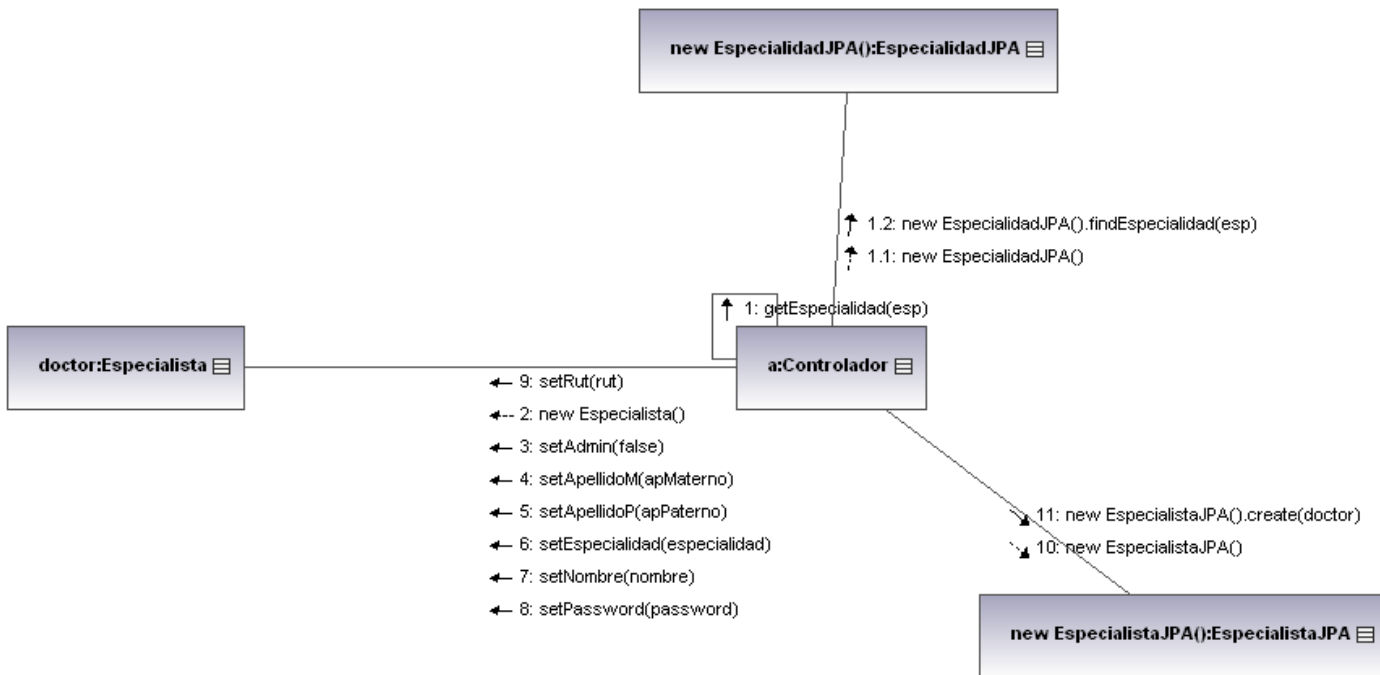 new EspecialidadJPA():EspecialidadJPA
1.2: new EspecialidadJPA().findEspecialidad(esp)
1.1: new EspecialidadJPA()
1: getEspecialidad(esp)
doctor:Especialista
a:Controlador
9: setRut(rut)
2: new Especialista()
3: setAdmin(false)
4: setApellidoM(apMaterno)
5: setApellidoP(apPaterno)
6: setEspecialidad(especialidad)
7: setNombre(nombre)
8: setPassword(password)
11: new EspecialistaJPA().create(doctor)
10: new EspecialistaJPA()
new EspecialistaJPA():EspecialistaJPA